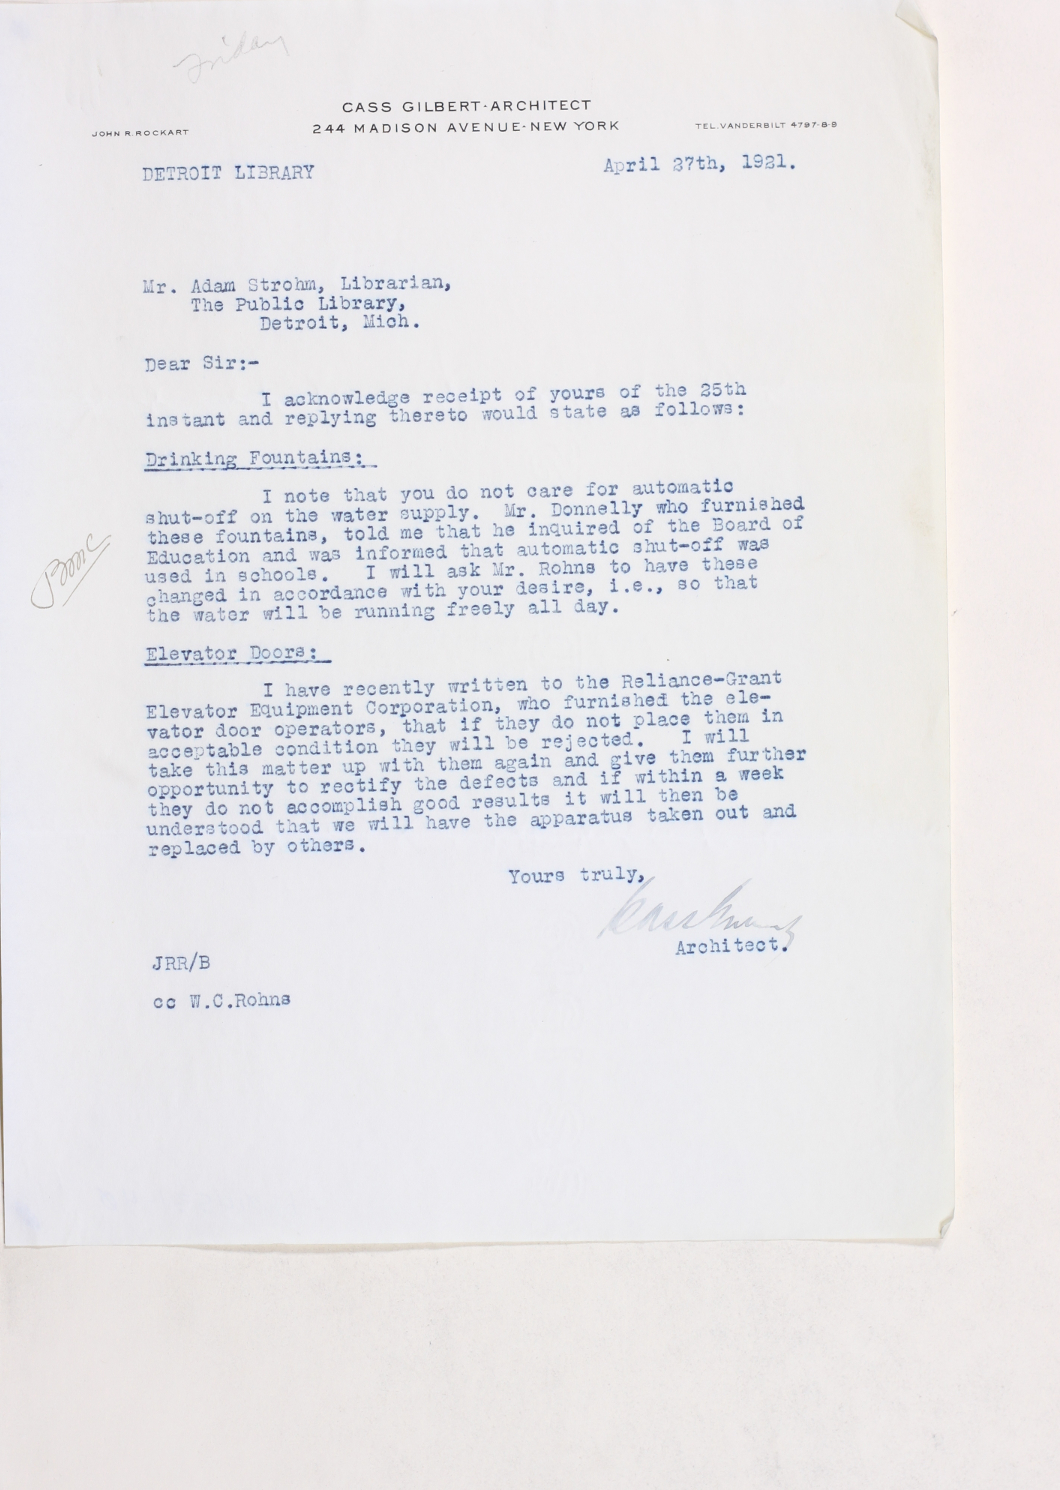 Friday
CASS GILBERT·ARCHITECT
244 MADISON AVENUE·NEW YORK
JOHN R. ROCKART
TEL. VANDERBILT 4797-8-9
DETROIT LIBRARY
April 27th, 1921.
Mr. Adam Strohm, Librarian,
The Public Library,
Detroit, Mich.
Dear Sir:-
I acknowledge receipt of yours of the 25th
instant and replying thereto would state as follows:
Drinking Fountains:
I note that you do not care for automatic
shut-off on the water supply. Mr. Donnelly who furnished
these fountains, told me that he inquired of the Board of
Education and was informed that automatic shut-off was
used in schools. I will ask Mr. Rohns to have these
changed in accordance with your desire, i.e., so that
the water will be running freely all day.
Elevator Doors:
I have recently written to the Reliance-Grant
Elevator Equipment Corporation, who furnished the ele-
vator door operators, that if they do not place them in
acceptable condition they will be rejected. I will
take this matter up with them again and give them further
opportunity to rectify the defects and if within a week
they do not accomplish good results it will then be
understood that we will have the apparatus taken out and
replaced by others.
Yours truly,
Cass Gilbert
Architect.
JRR/B
cc W.C.Rohns